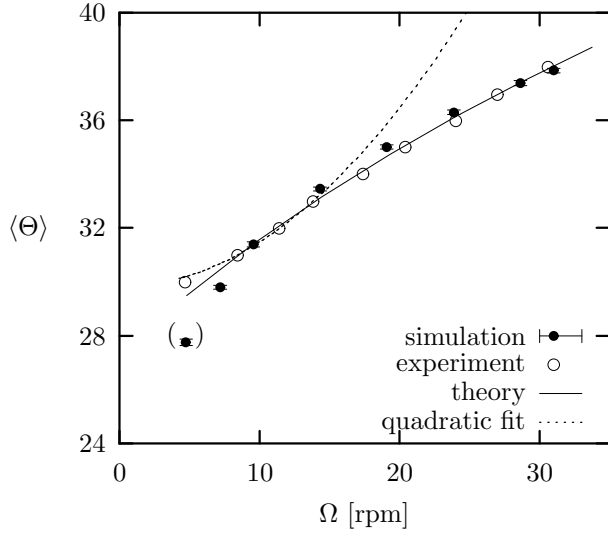 40
36
32
28
24
⟨Θ⟩
( )
simulation
experiment
theory
quadratic fit
0 10 20 30
Ω [rpm]